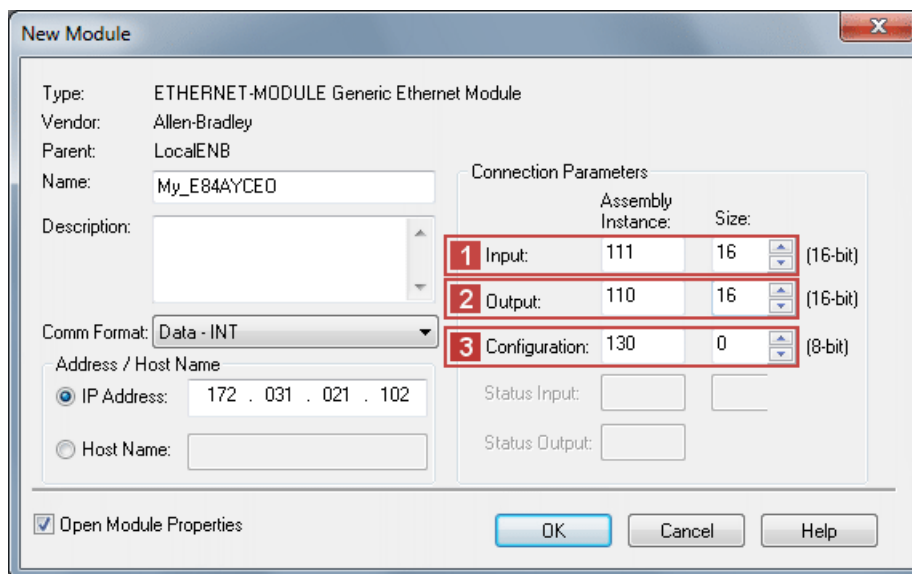 New Module
Type: ETHERNET-MODULE Generic Ethernet Module
Vendor: Allen-Bradley
Parent: LocalENB
Name: My_E84AYCEO
Description:
Comm Format: Data - INT
Address / Host Name
IP Address: 172 . 031 . 021 . 102
Host Name:
Connection Parameters
Assembly Instance: Size:
1 Input: 111 16 (16-bit)
2 Output: 110 16 (16-bit)
3 Configuration: 130 0 (8-bit)
Status Input:
Status Output:
Open Module Properties
OK Cancel Help